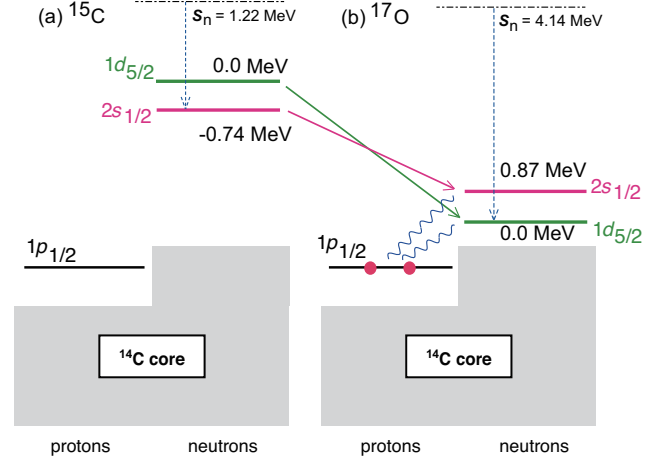 (a) ¹⁵C
sₙ = 1.22 MeV
1d₅/₂
0.0 MeV
2s₁/₂
-0.74 MeV
1p₁/₂
¹⁴C core
protons
neutrons
(b) ¹⁷O
sₙ = 4.14 MeV
0.87 MeV
2s₁/₂
1d₅/₂
0.0 MeV
1p₁/₂
¹⁴C core
protons
neutrons